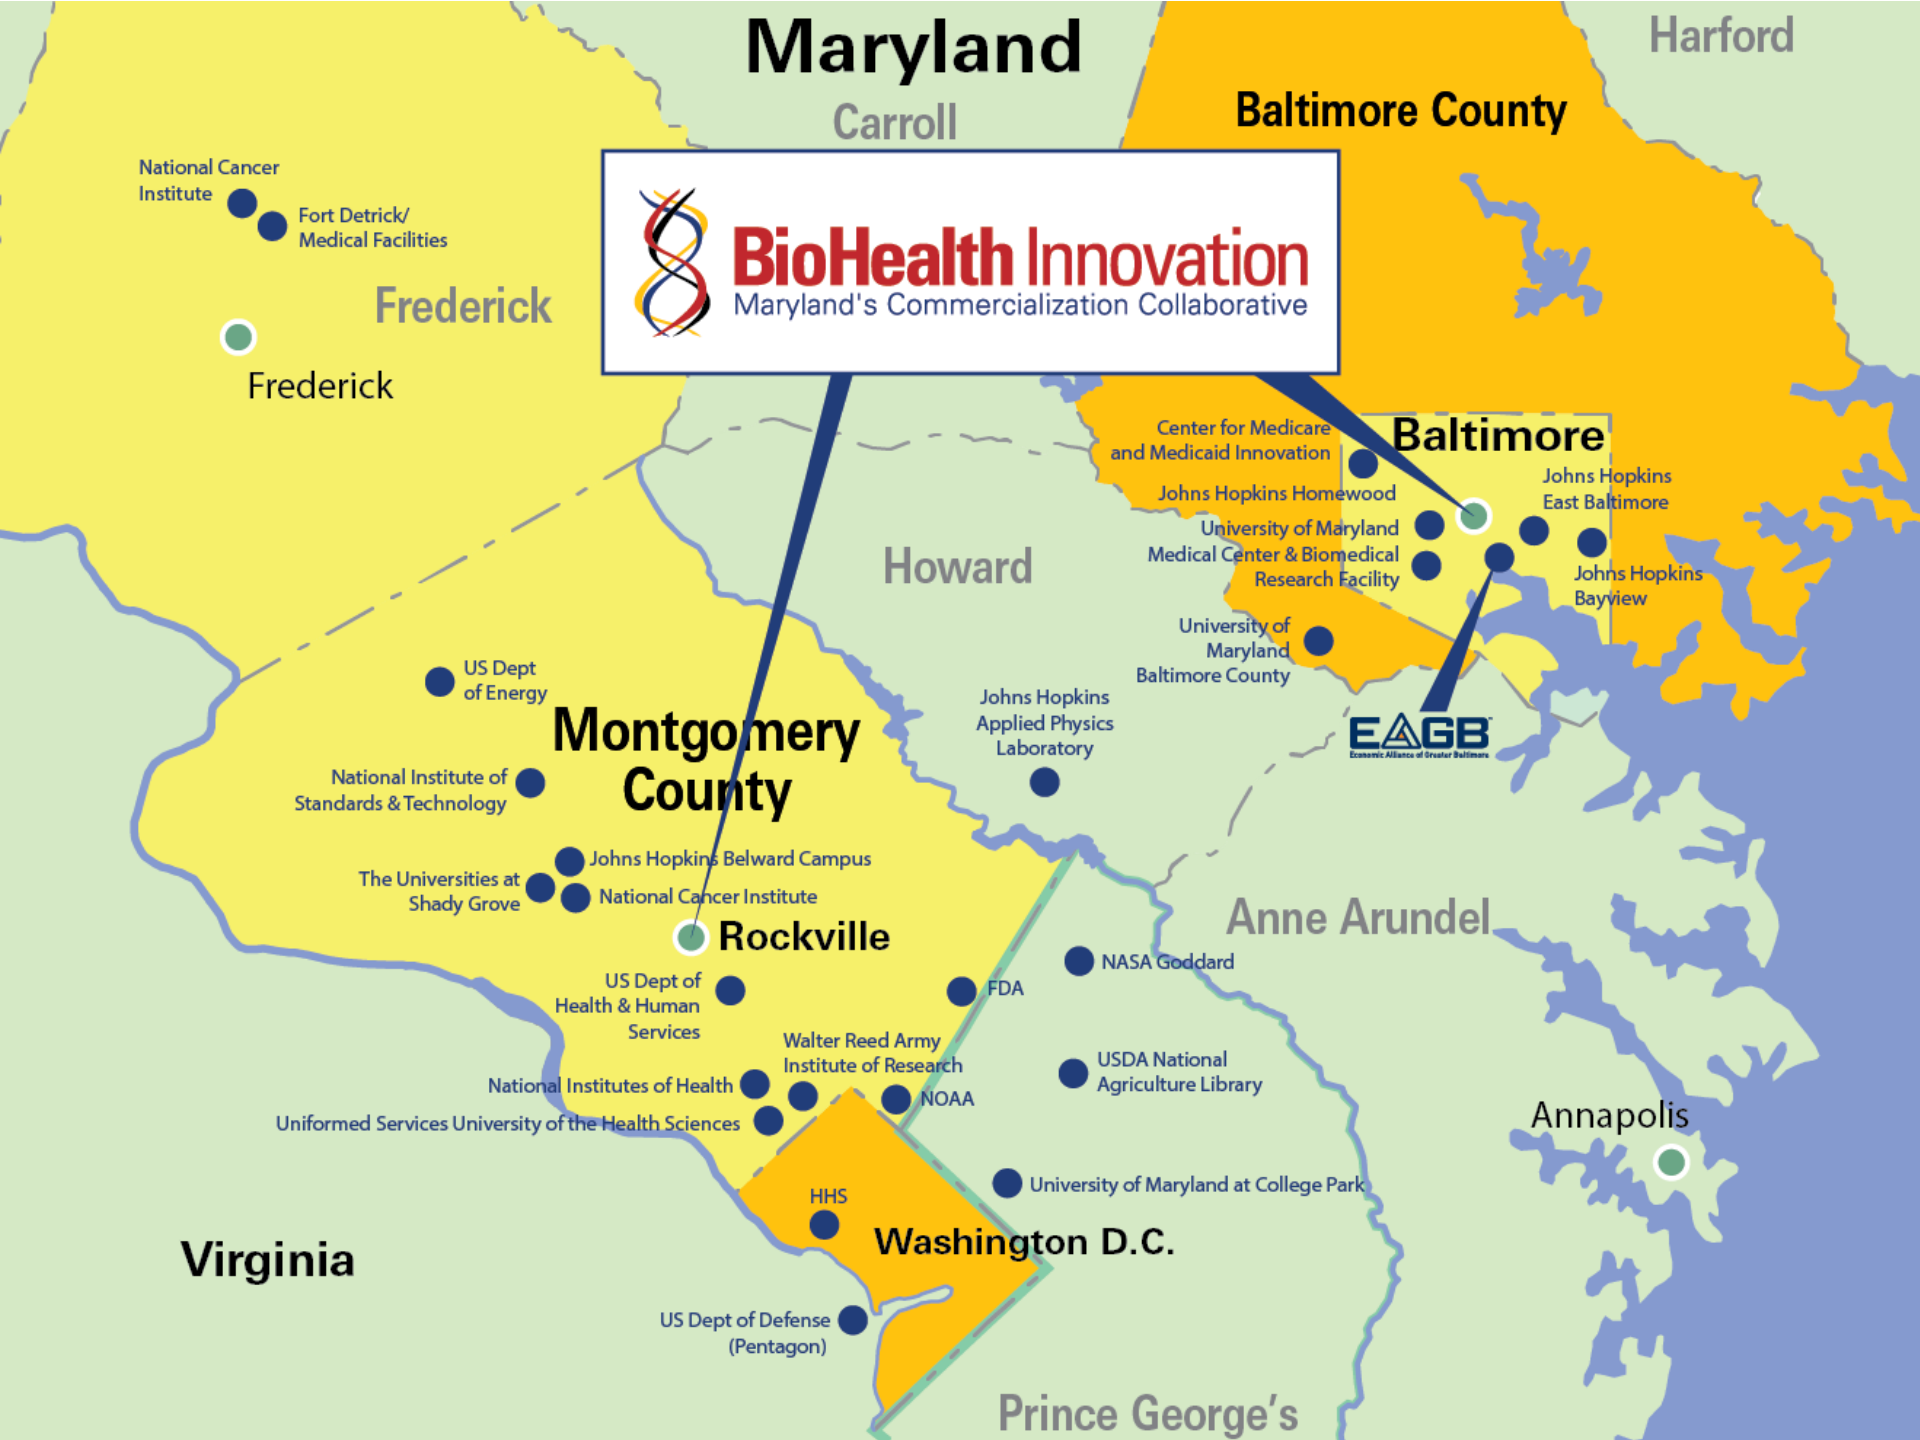 Maryland
Harford
Carroll
Baltimore County
National Cancer
Institute
Fort Detrick/
Medical Facilities
Frederick
Frederick
BioHealth Innovation
Maryland's Commercialization Collaborative
Center for Medicare
and Medicaid Innovation
Baltimore
Johns Hopkins
East Baltimore
Johns Hopkins Homewood
University of Maryland
Medical Center & Biomedical
Research Facility
Johns Hopkins
Bayview
Howard
University of
Maryland
Baltimore County
US Dept
of Energy
Montgomery
County
Johns Hopkins
Applied Physics
Laboratory
EAGB
Economic Alliance of Greater Baltimore
National Institute of
Standards & Technology
Johns Hopkins Belward Campus
The Universities at
Shady Grove
National Cancer Institute
Rockville
Anne Arundel
NASA Goddard
US Dept of
Health & Human
Services
FDA
Walter Reed Army
Institute of Research
USDA National
Agriculture Library
National Institutes of Health
NOAA
Uniformed Services University of the Health Sciences
Annapolis
University of Maryland at College Park
HHS
Washington D.C.
Virginia
US Dept of Defense
(Pentagon)
Prince George's